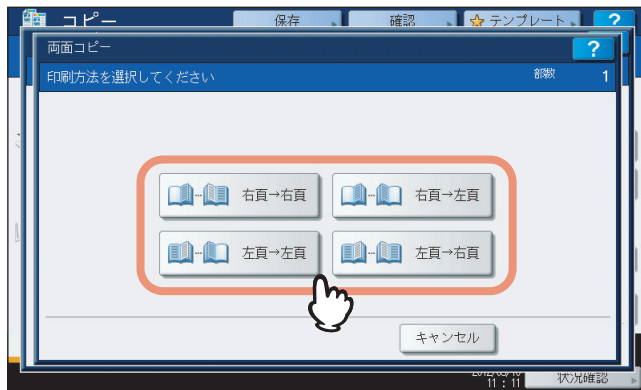 コピー 保存 確認 テンプレート ?
両面コピー ?
印刷方法を選択してください 部数 1
右頁→右頁 右頁→左頁
左頁→左頁 左頁→右頁
キャンセル
11 : 11 状況確認